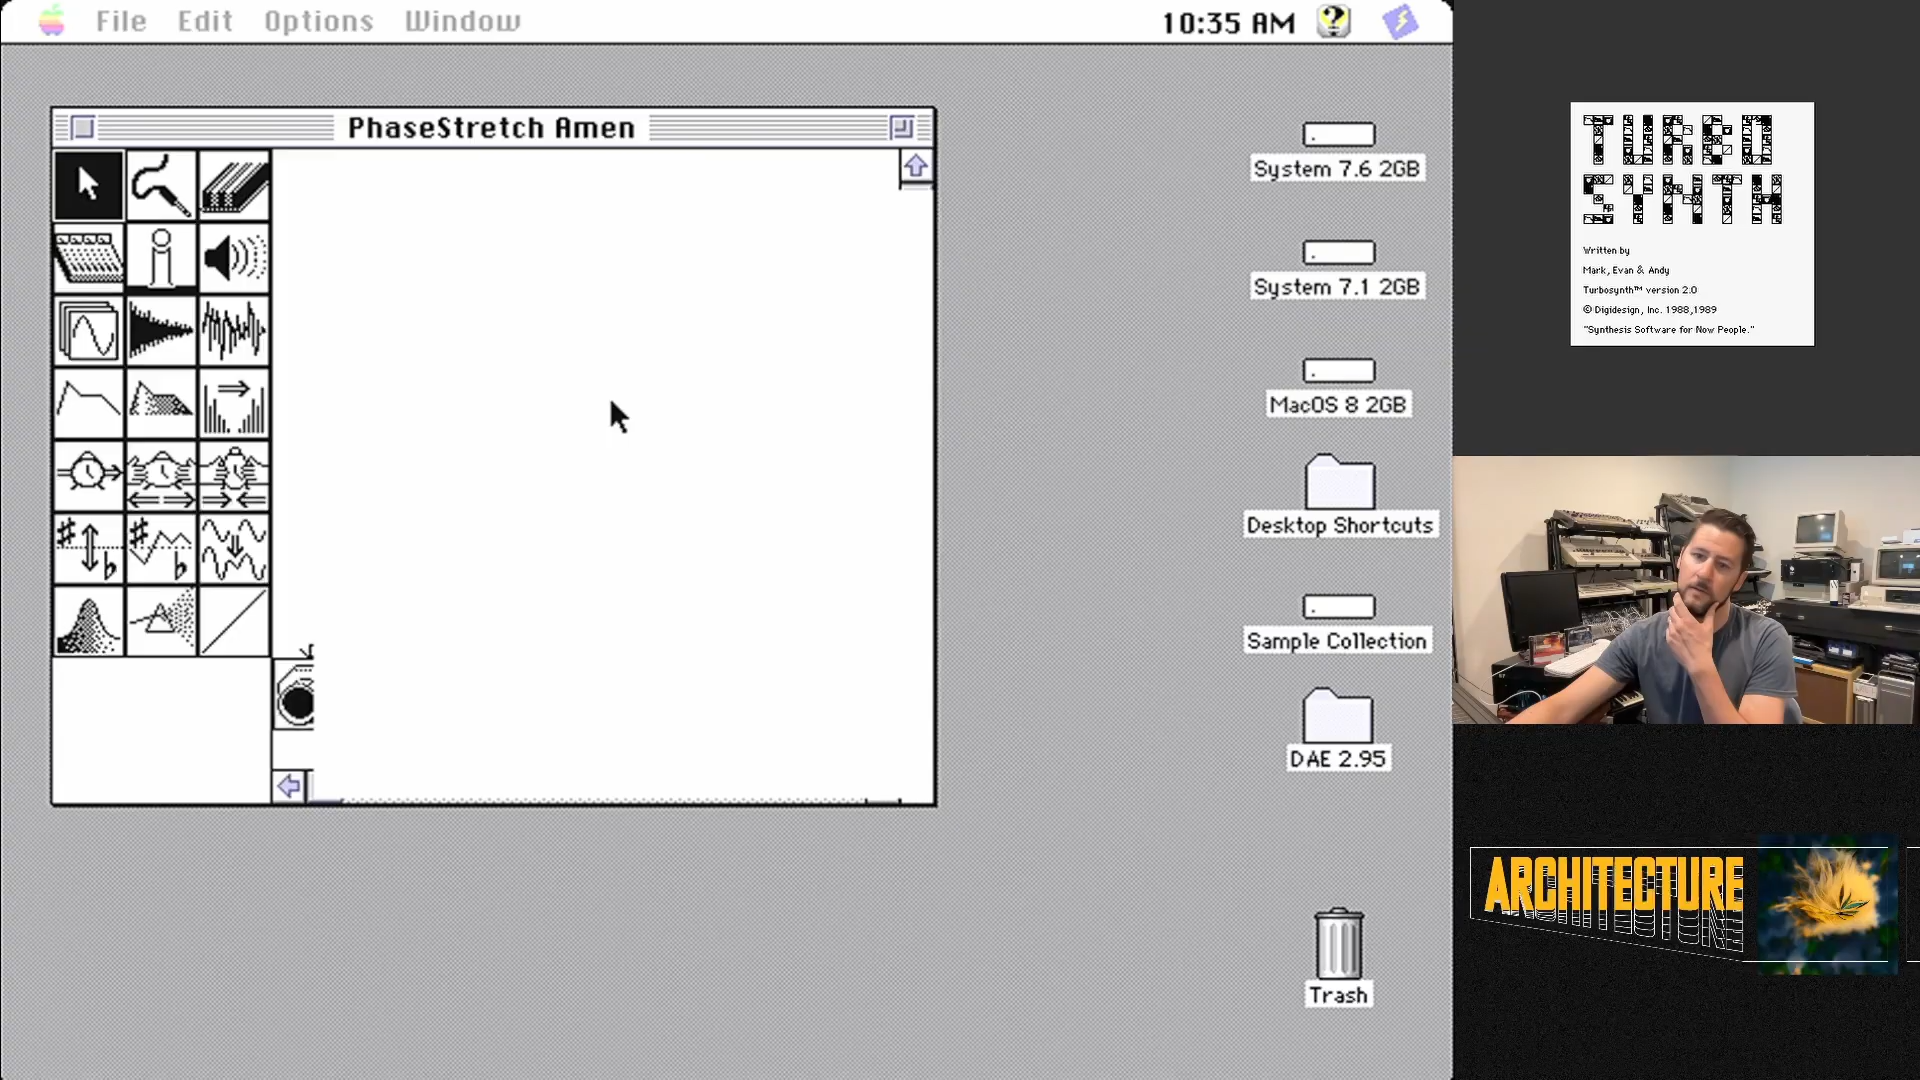 File Edit Options Window
10:35 AM
PhaseStretch Amen
System 7.6 2GB
System 7.1 2GB
MacOS 8 2GB
Desktop Shortcuts
Sample Collection
DAE 2.95
Trash
TURBO
SYNTH
Written by
Mark, Evan & Andy
Turbosynth™ version 2.0
© Digidesign, Inc. 1988,1989
"Synthesis Software for Now People."
ARCHITECTURE